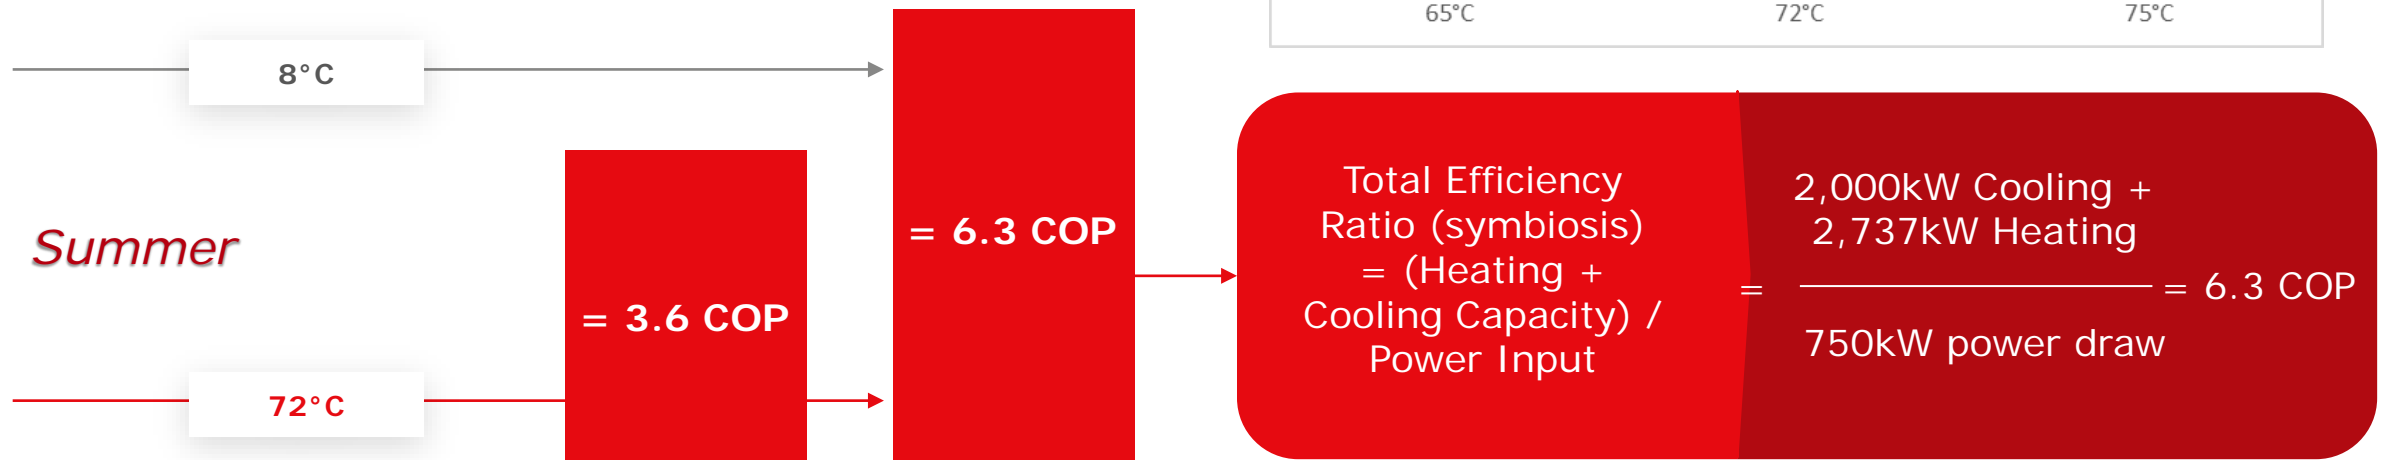 65°C 72°C 75°C
8°C
Summer
72°C
= 3.6 COP
= 6.3 COP
Total Efficiency
Ratio (symbiosis)
= (Heating +
Cooling Capacity) /
Power Input
=
2,000kW Cooling +
2,737kW Heating
750kW power draw
= 6.3 COP